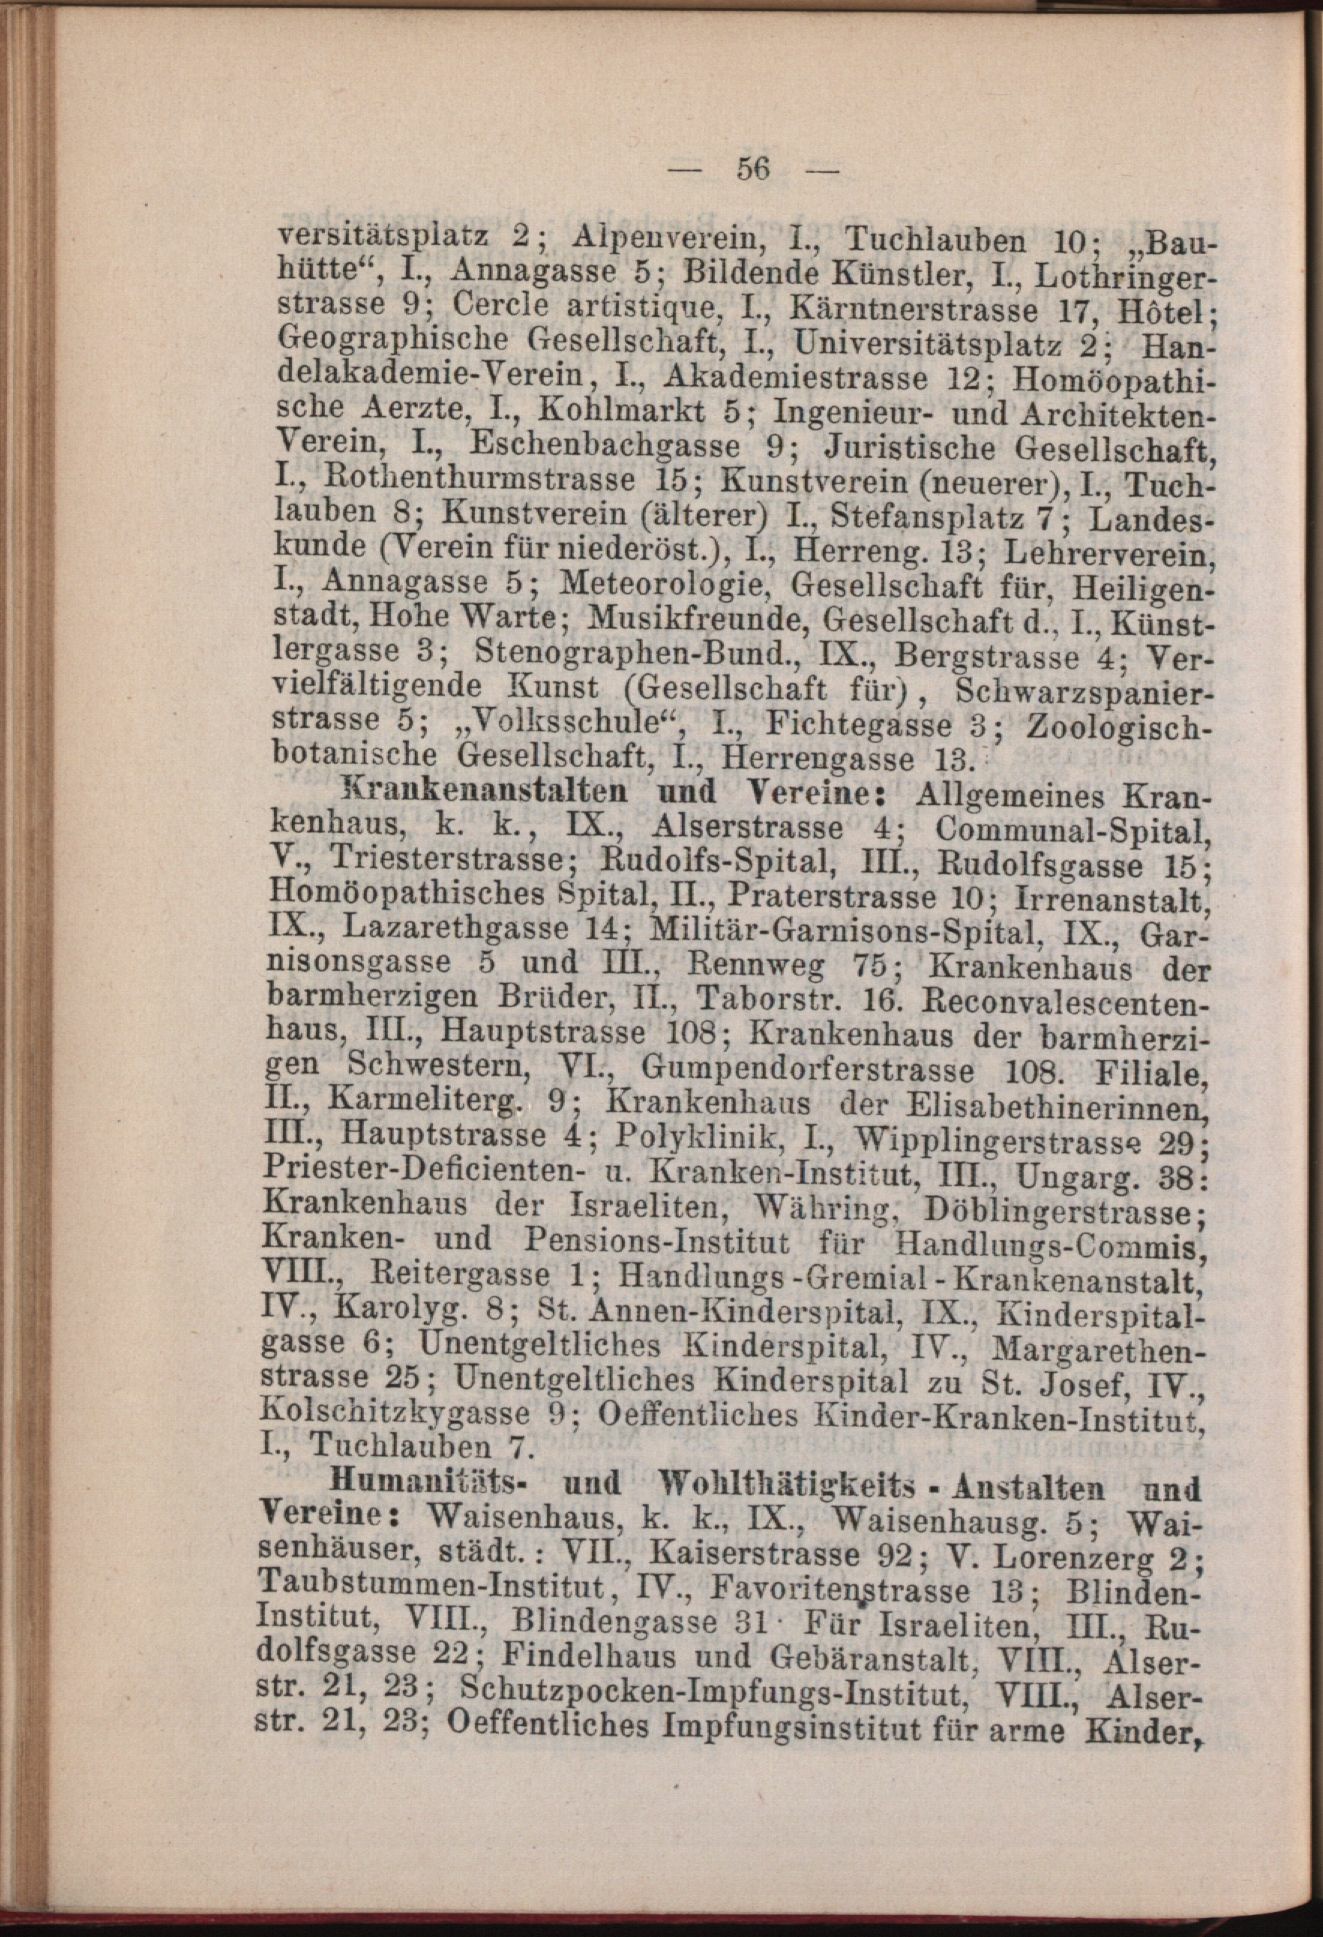 — 56 —
versitätsplatz 2; Alpenverein, I., Tuchlauben 10; „Bau-
hütte“, I., Annagasse 5; Bildende Künstler, I., Lothringer-
strasse 9; Cercle artistique, I., Kärntnerstrasse 17, Hôtel;
Geographische Gesellschaft, I., Universitätsplatz 2; Han-
delakademie-Verein, I., Akademiestrasse 12; Homöopathi-
sche Aerzte, I., Kohlmarkt 5; Ingenieur- und Architekten-
Verein, I., Eschenbachgasse 9; Juristische Gesellschaft,
I., Rothenthurmstrasse 15; Kunstverein (neuerer), I., Tuch-
lauben 8; Kunstverein (älterer) I., Stefansplatz 7; Landes-
kunde (Verein für niederöst.), I., Herreng. 13; Lehrerverein,
I., Annagasse 5; Meteorologie, Gesellschaft für, Heiligen-
stadt, Hohe Warte; Musikfreunde, Gesellschaft d., I., Künst-
lergasse 3; Stenographen-Bund., IX., Bergstrasse 4; Ver-
vielfältigende Kunst (Gesellschaft für), Schwarzspanier-
strasse 5; „Volksschule“, I., Fichtegasse 3; Zoologisch-
botanische Gesellschaft, I., Herrengasse 13.
Krankenanstalten und Vereine: Allgemeines Kran-
kenhaus, k. k., IX., Alserstrasse 4; Communal-Spital,
V., Triesterstrasse; Rudolfs-Spital, III., Rudolfsgasse 15;
Homöopathisches Spital, II., Praterstrasse 10; Irrenanstalt,
IX., Lazarethgasse 14; Militär-Garnisons-Spital, IX., Gar-
nisonsgasse 5 und III., Rennweg 75; Krankenhaus der
barmherzigen Brüder, II., Taborstr. 16. Reconvalescenten-
haus, III., Hauptstrasse 108; Krankenhaus der barmherzi-
gen Schwestern, VI., Gumpendorferstrasse 108. Filiale,
II., Karmeliterg. 9; Krankenhaus der Elisabethinerinnen,
III., Hauptstrasse 4; Polyklinik, I., Wipplingerstrasse 29;
Priester-Deficienten- u. Kranken-Institut, III., Ungarg. 38:
Krankenhaus der Israeliten, Währing, Döblingerstrasse;
Kranken- und Pensions-Institut für Handlungs-Commis,
VIII., Reitergasse 1; Handlungs-Gremial-Krankenanstalt,
IV., Karolyg. 8; St. Annen-Kinderspital, IX., Kinderspital-
gasse 6; Unentgeltliches Kinderspital, IV., Margarethen-
strasse 25; Unentgeltliches Kinderspital zu St. Josef, IV.,
Kolschitzkygasse 9; Oeffentliches Kinder-Kranken-Institut,
I., Tuchlauben 7.
Humanitäts- und Wohlthätigkeits-Anstalten und
Vereine: Waisenhaus, k. k., IX., Waisenhausg. 5; Wai-
senhäuser, städt.: VII., Kaiserstrasse 92; V. Lorenzerg 2;
Taubstummen-Institut, IV., Favoritenstrasse 13; Blinden-
Institut, VIII., Blindengasse 31· Für Israeliten, III., Ru-
dolfsgasse 22; Findelhaus und Gebäranstalt, VIII., Alser-
str. 21, 23; Schutzpocken-Impfungs-Institut, VIII., Alser-
str. 21, 23; Oeffentliches Impfungsinstitut für arme Kinder,